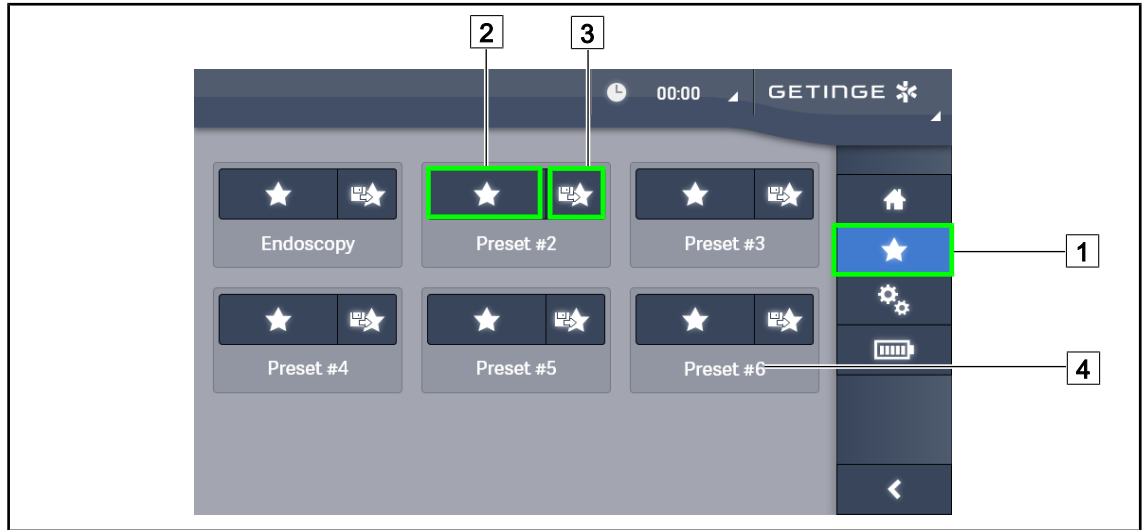 2 3
00:00 GETINGE
Endoscopy Preset #2 Preset #3
1
Preset #4 Preset #5 Preset #6
4